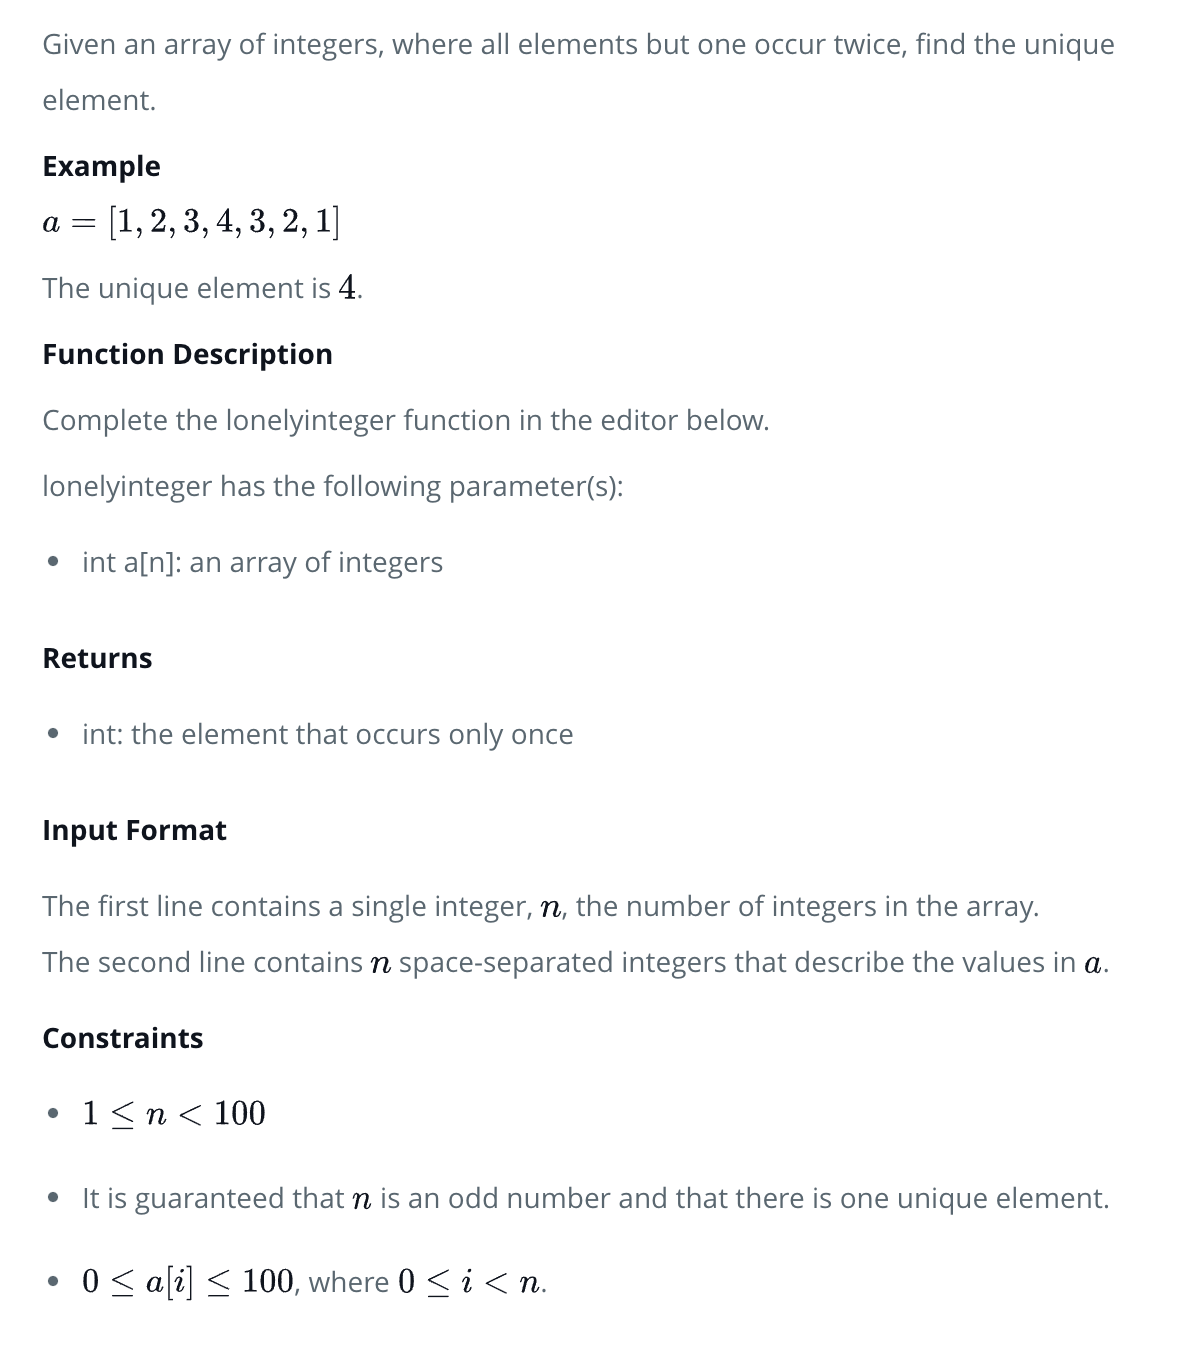 Given an array of integers, where all elements but one occur twice, find the unique
element.
Example
a = [1, 2, 3, 4, 3, 2, 1]
The unique element is 4.
Function Description
Complete the lonelyinteger function in the editor below.
lonelyinteger has the following parameter(s):
• int a[n]: an array of integers
Returns
• int: the element that occurs only once
Input Format
The first line contains a single integer, n, the number of integers in the array.
The second line contains n space-separated integers that describe the values in a.
Constraints
• 1 ≤ n < 100
• It is guaranteed that n is an odd number and that there is one unique element.
• 0 ≤ a[i] ≤ 100, where 0 ≤ i < n.